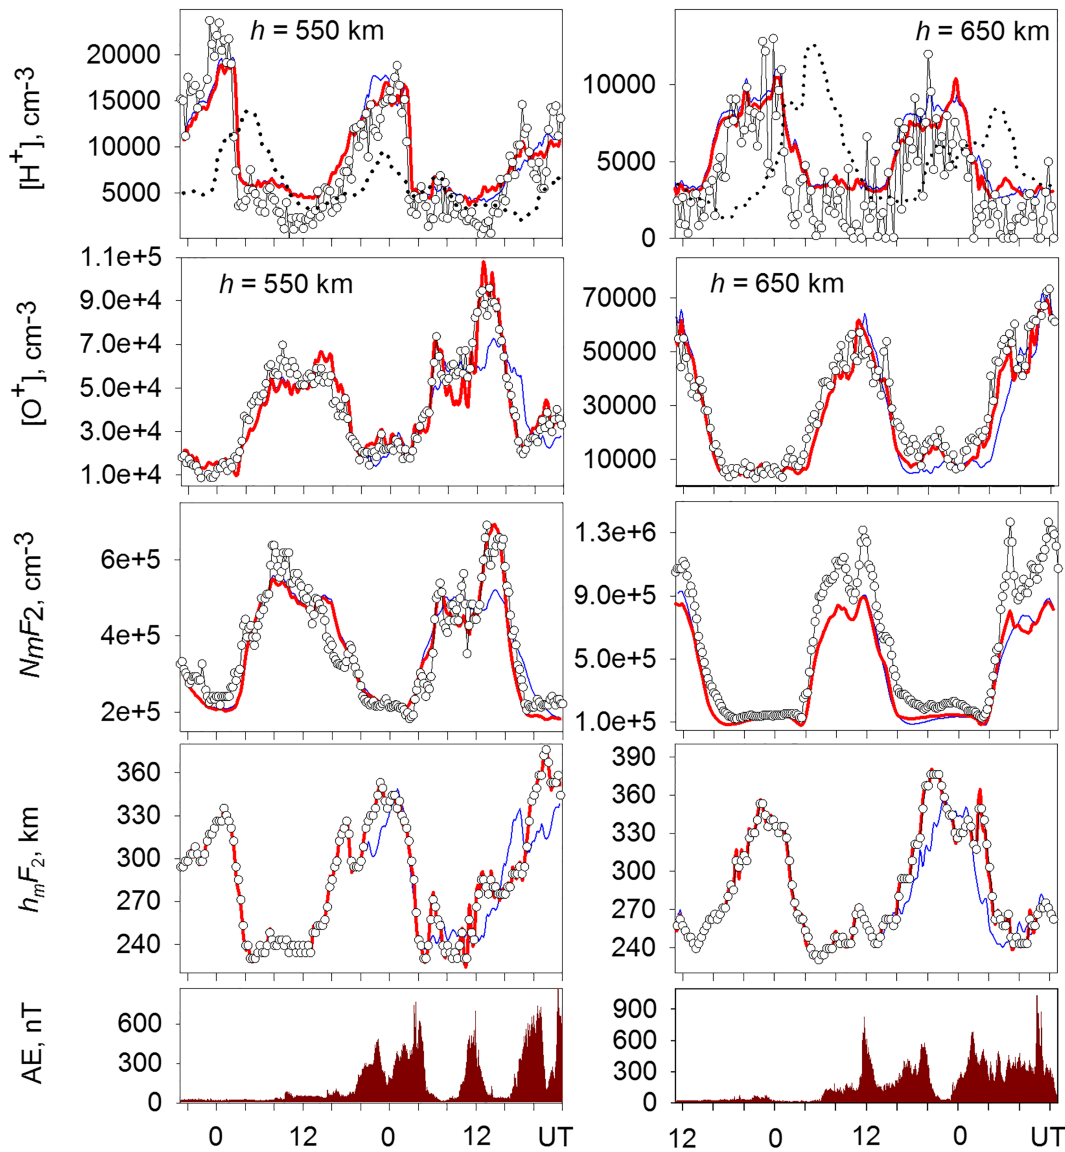 h = 550 km
h = 650 km
[H+], cm-3
20000
15000
10000
5000
10000
5000
0
h = 550 km
h = 650 km
[O+], cm-3
1.1e+5
9.0e+4
7.0e+4
5.0e+4
3.0e+4
1.0e+4
70000
50000
30000
10000
NmF2, cm-3
6e+5
4e+5
2e+5
1.3e+6
9.0e+5
5.0e+5
1.0e+5
hmF2, km
360
330
300
270
240
390
360
330
300
270
240
AE, nT
600
300
0
900
600
300
0
0 12 0 12 UT
12 0 12 0 UT